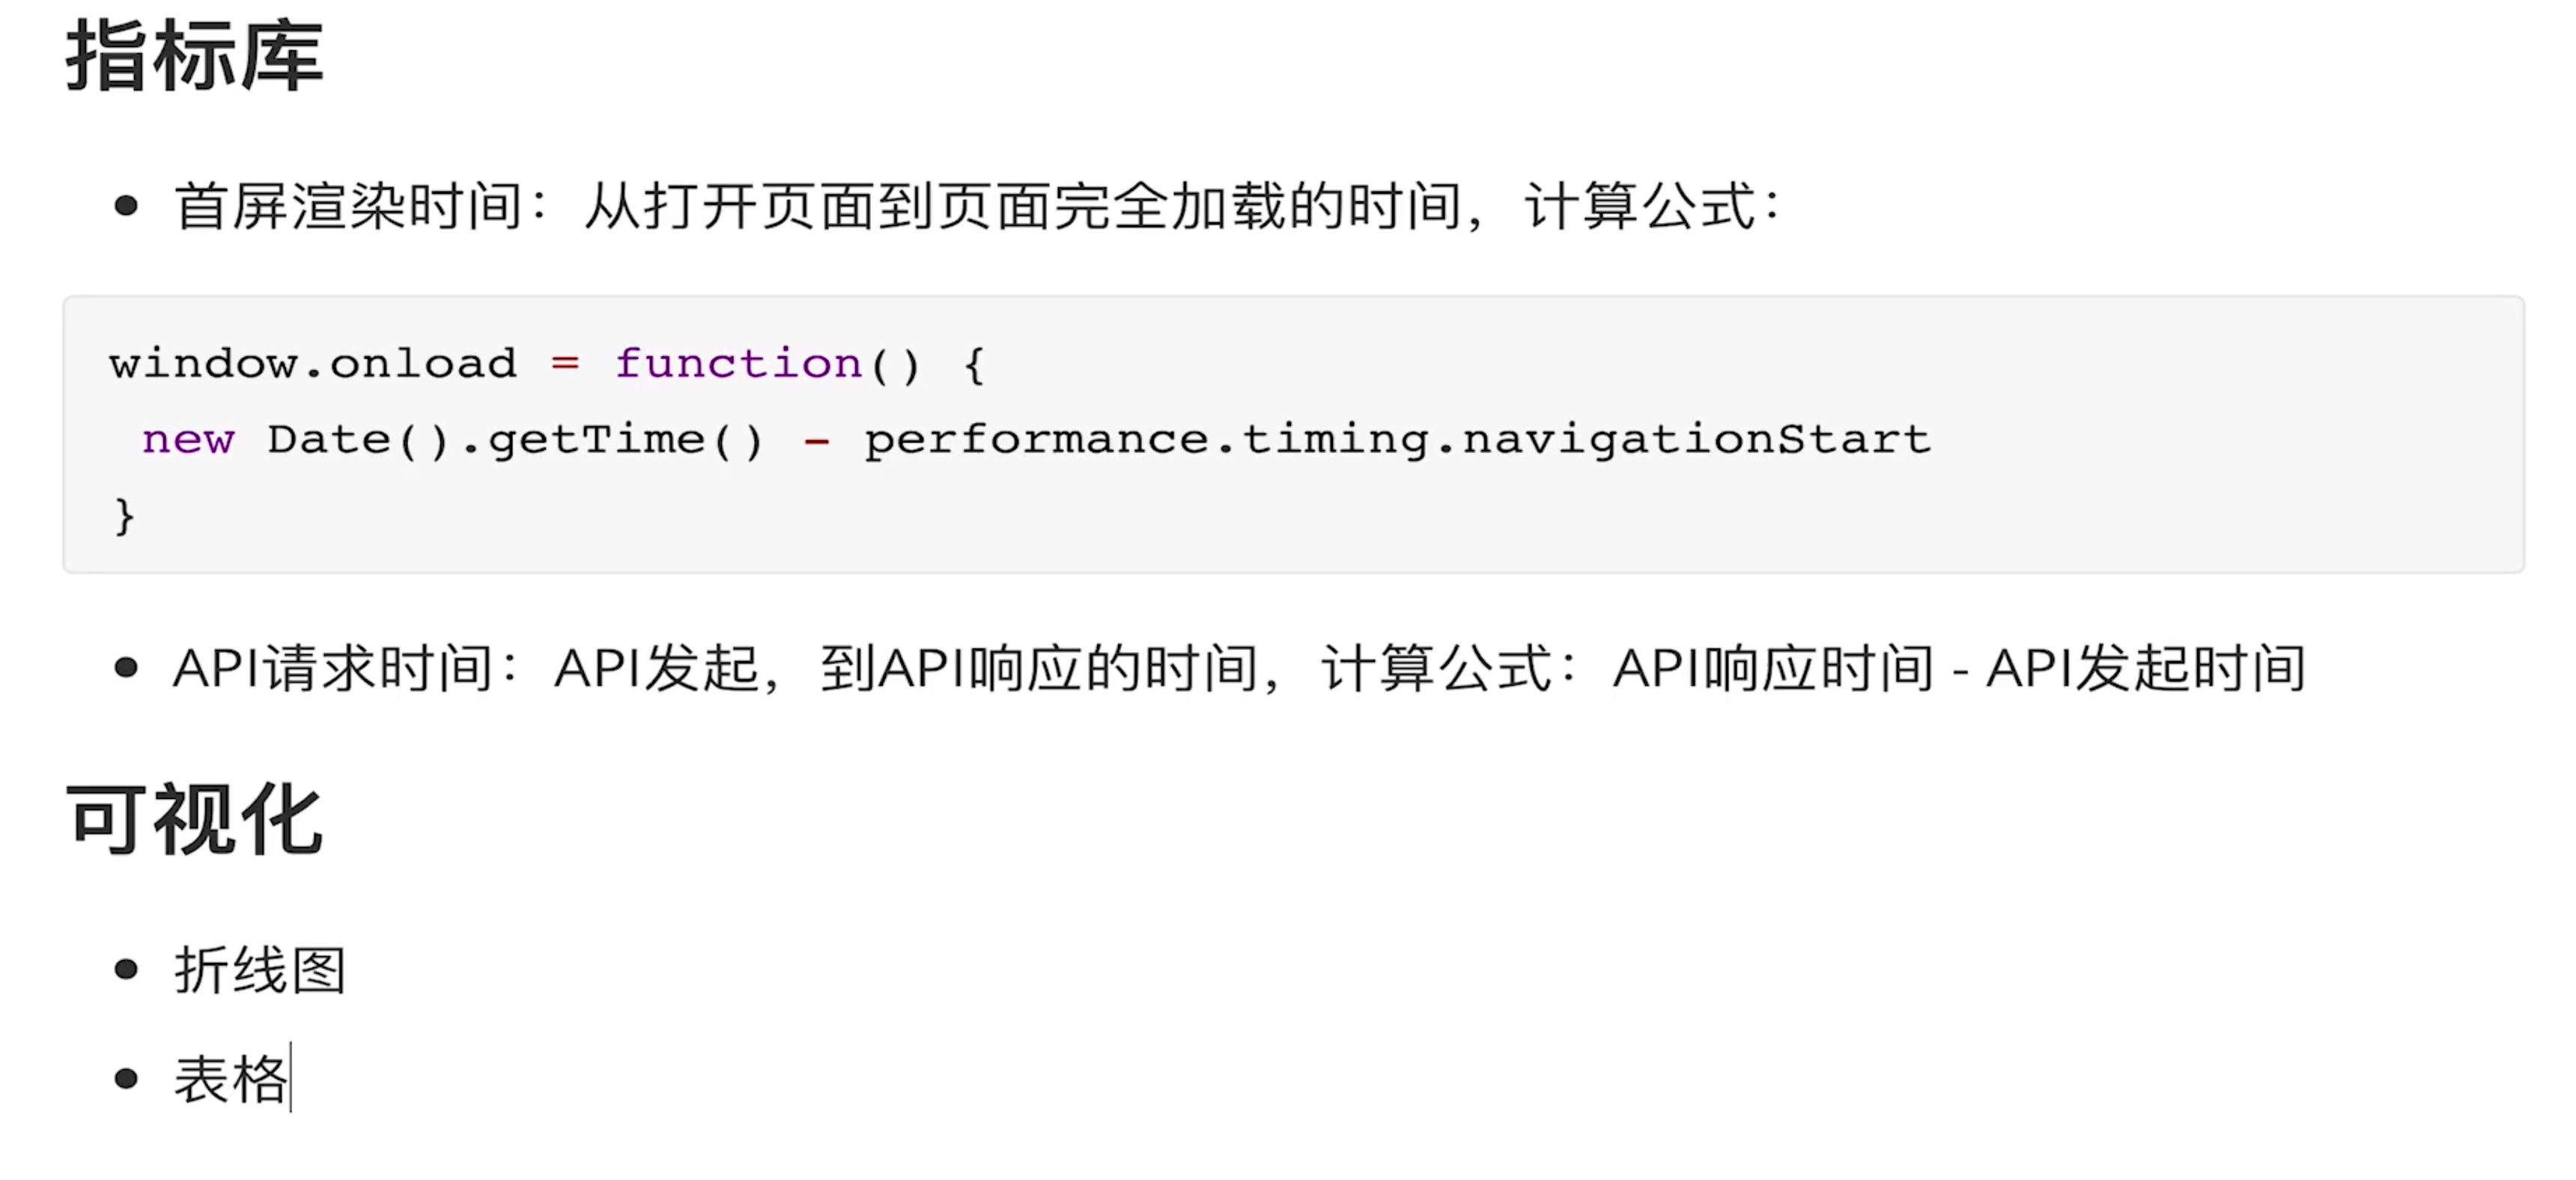 指标库
首屏渲染时间：从打开页面到页面完全加载的时间，计算公式：
window.onload = function() {
 new Date().getTime() - performance.timing.navigationStart
}
API请求时间：API发起，到API响应的时间，计算公式：API响应时间 - API发起时间
可视化
折线图
表格